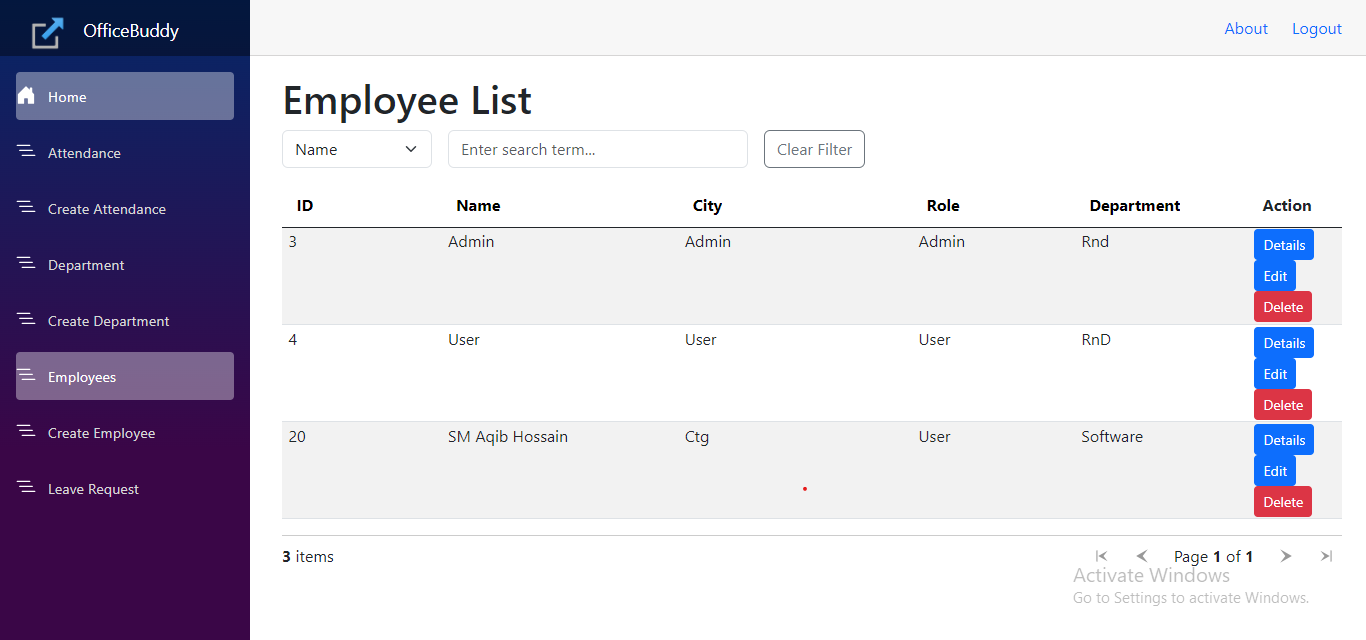 OfficeBuddy
About Logout
Home
Attendance
Create Attendance
Department
Create Department
Employees
Create Employee
Leave Request
Employee List
Name Enter search term... Clear Filter
ID Name City Role Department Action
3 Admin Admin Admin Rnd Details
Edit
Delete
4 User User User RnD Details
Edit
Delete
20 SM Aqib Hossain Ctg User Software Details
Edit
Delete
3 items Page 1 of 1
Activate Windows
Go to Settings to activate Windows.